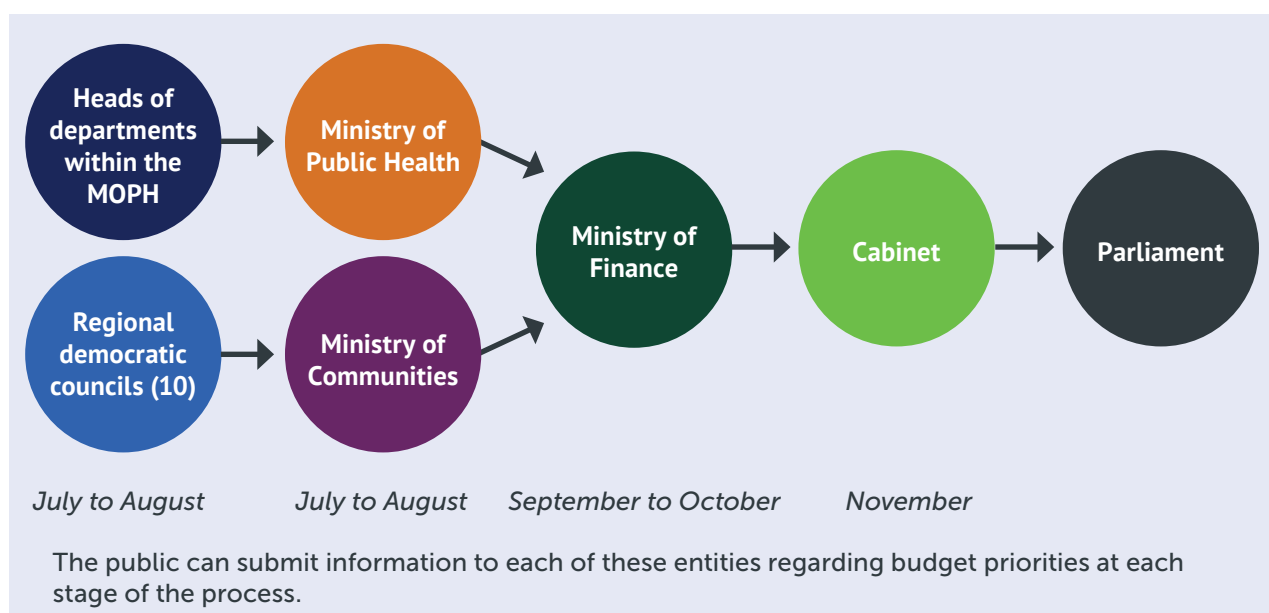 Heads of
departments
within the
MOPH
Ministry of
Public Health
Regional
democratic
councils (10)
Ministry of
Communities
Ministry of
Finance
Cabinet
Parliament
July to August
July to August
September to October
November
The public can submit information to each of these entities regarding budget priorities at each
stage of the process.